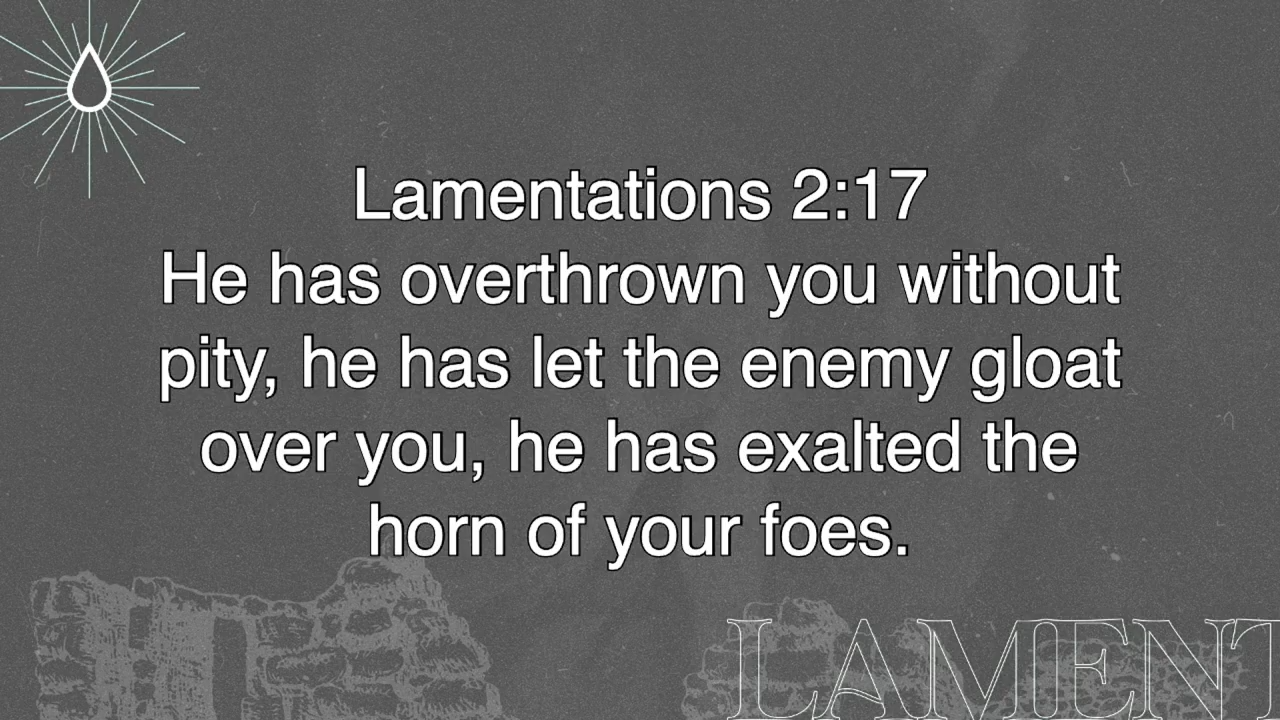 Lamentations 2:17
He has overthrown you without
pity, he has let the enemy gloat
over you, he has exalted the
horn of your foes.
LAMENT